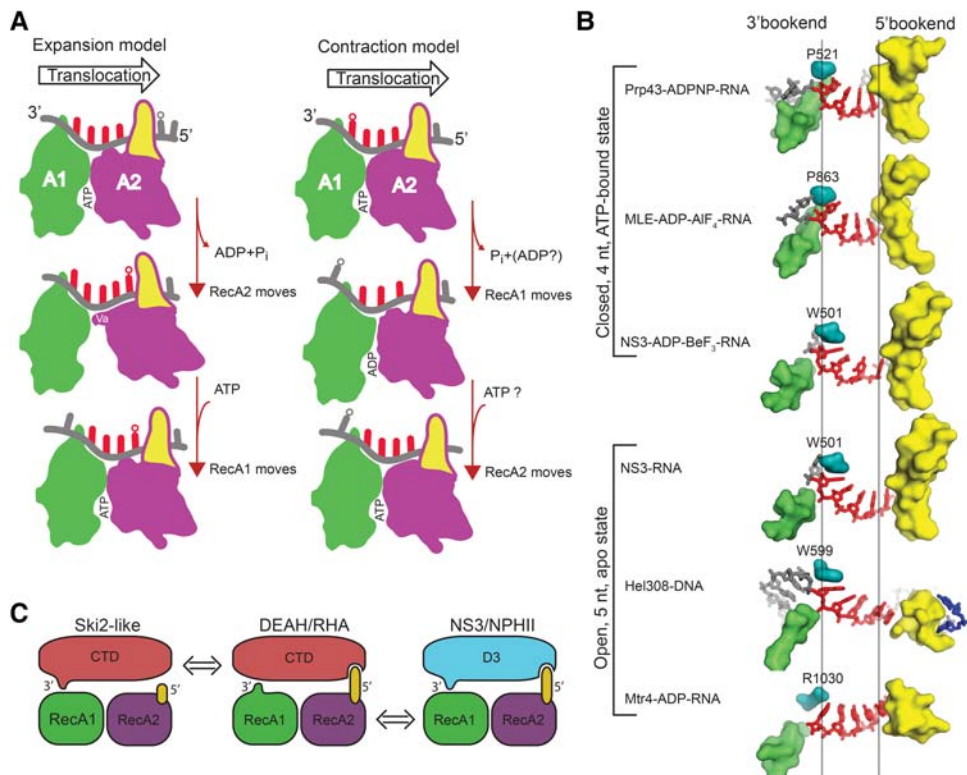 A
Expansion model
Translocation
3'
5'
A1
A2
ATP
ADP+Pi
RecA2 moves
Va
ATP
RecA1 moves
ATP
Contraction model
Translocation
3'
5'
A1
A2
ATP
Pi+(ADP?)
RecA1 moves
ADP
ATP ?
RecA2 moves
ATP
B
3'bookend
5'bookend
Closed, 4 nt, ATP-bound state
P521
Prp43-ADPNP-RNA
P863
MLE-ADP-AlF4-RNA
W501
NS3-ADP-BeF3-RNA
Open, 5 nt, apo state
W501
NS3-RNA
W599
Hel308-DNA
R1030
Mtr4-ADP-RNA
C
Ski2-like
CTD
3'
5'
RecA1
RecA2
DEAH/RHA
CTD
3'
5'
RecA1
RecA2
NS3/NPHII
D3
3'
5'
RecA1
RecA2